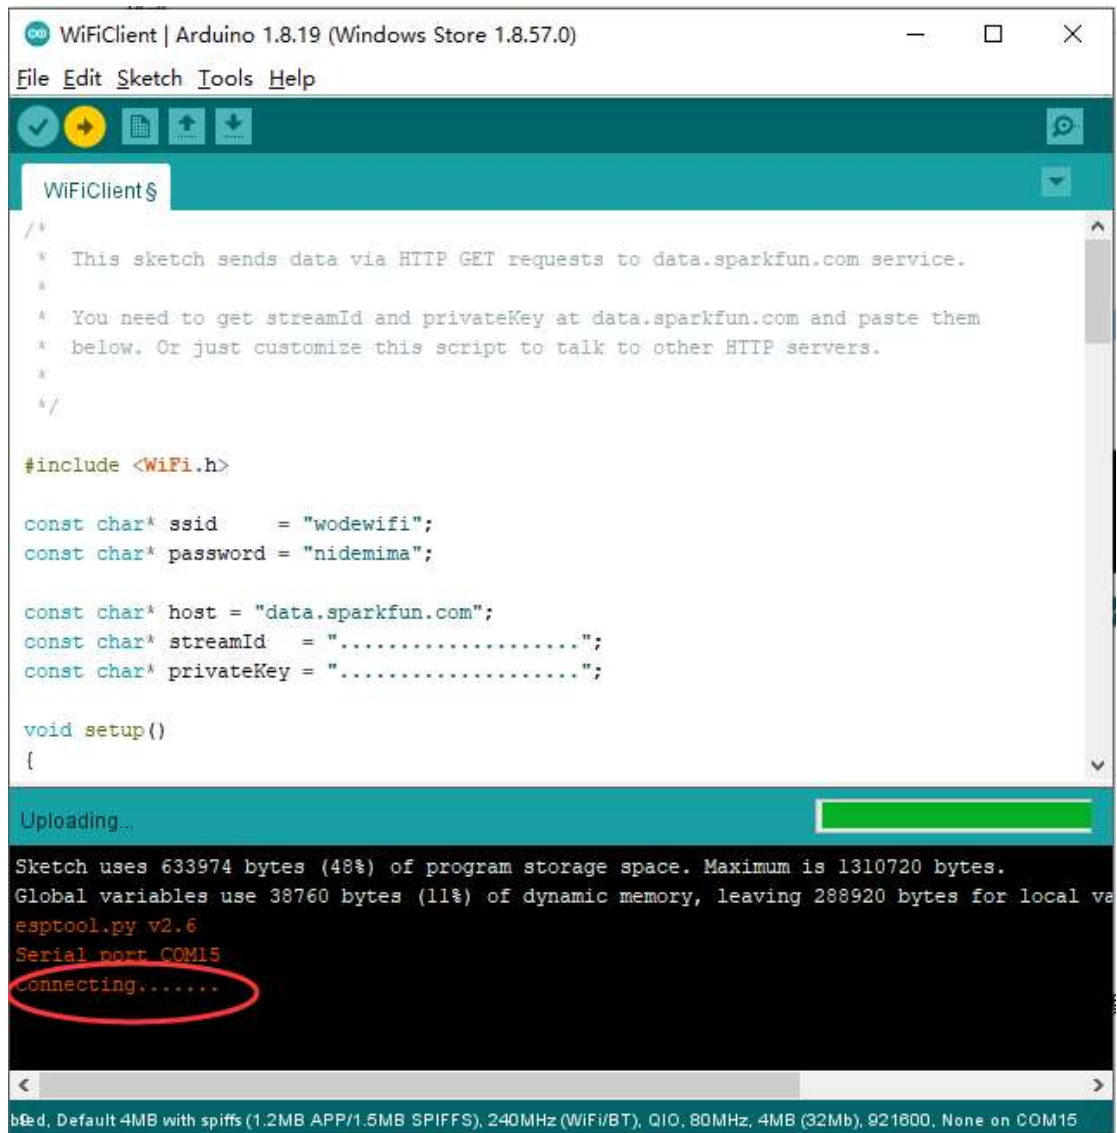 WiFiClient | Arduino 1.8.19 (Windows Store 1.8.57.0)
File Edit Sketch Tools Help
WiFiClient §
/*
 *  This sketch sends data via HTTP GET requests to data.sparkfun.com service.
 *
 *  You need to get streamId and privateKey at data.sparkfun.com and paste them
 *  below. Or just customize this script to talk to other HTTP servers.
 *
 */
#include <WiFi.h>
const char* ssid     = "wodewifi";
const char* password = "nidemima";
const char* host = "data.sparkfun.com";
const char* streamId   = "....................";
const char* privateKey = "....................";
void setup()
{
Uploading...
Sketch uses 633974 bytes (48%) of program storage space. Maximum is 1310720 bytes.
Global variables use 38760 bytes (11%) of dynamic memory, leaving 288920 bytes for local va
esptool.py v2.6
Serial port COM15
Connecting.......
Default 4MB with spiffs (1.2MB APP/1.5MB SPIFFS), 240MHz (WiFi/BT), QIO, 80MHz, 4MB (32Mb), 921600, None on COM15